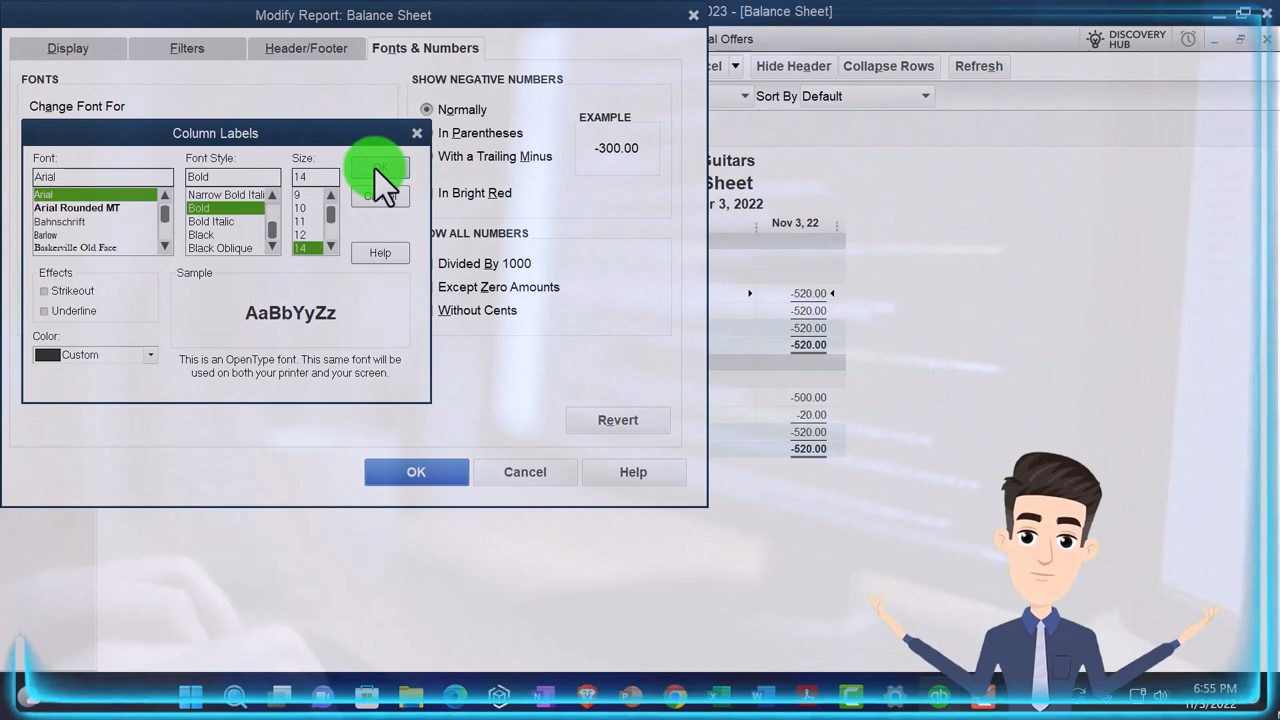 Modify Report: Balance Sheet
023 - [Balance Sheet]
Display
Filters
Header/Footer
Fonts & Numbers
al Offers
DISCOVERY
HUB
cel
Hide Header
Collapse Rows
Refresh
Sort By Default
FONTS
Change Font For
SHOW NEGATIVE NUMBERS
Normally
In Parentheses
With a Trailing Minus
In Bright Red
EXAMPLE
-300.00
OW ALL NUMBERS
Divided By 1000
Except Zero Amounts
Without Cents
Column Labels
Font:
Font Style:
Size:
Arial
Bold
14
OK
Arial
Arial Rounded MT
Bahnschrift
Barlow
Baskerville Old Face
Narrow Bold Itali
Bold
Bold Italic
Black
Black Oblique
9
10
11
12
14
Help
Effects
Strikeout
Underline
Color:
Custom
Sample
AaBbYyZz
This is an OpenType font. This same font will be
used on both your printer and your screen.
Revert
OK
Cancel
Help
Guitars
Sheet
r 3, 2022
Nov 3, 22
-520.00
-520.00
-520.00
-520.00
-500.00
-20.00
-520.00
-520.00
6:55 PM
11/3/2022